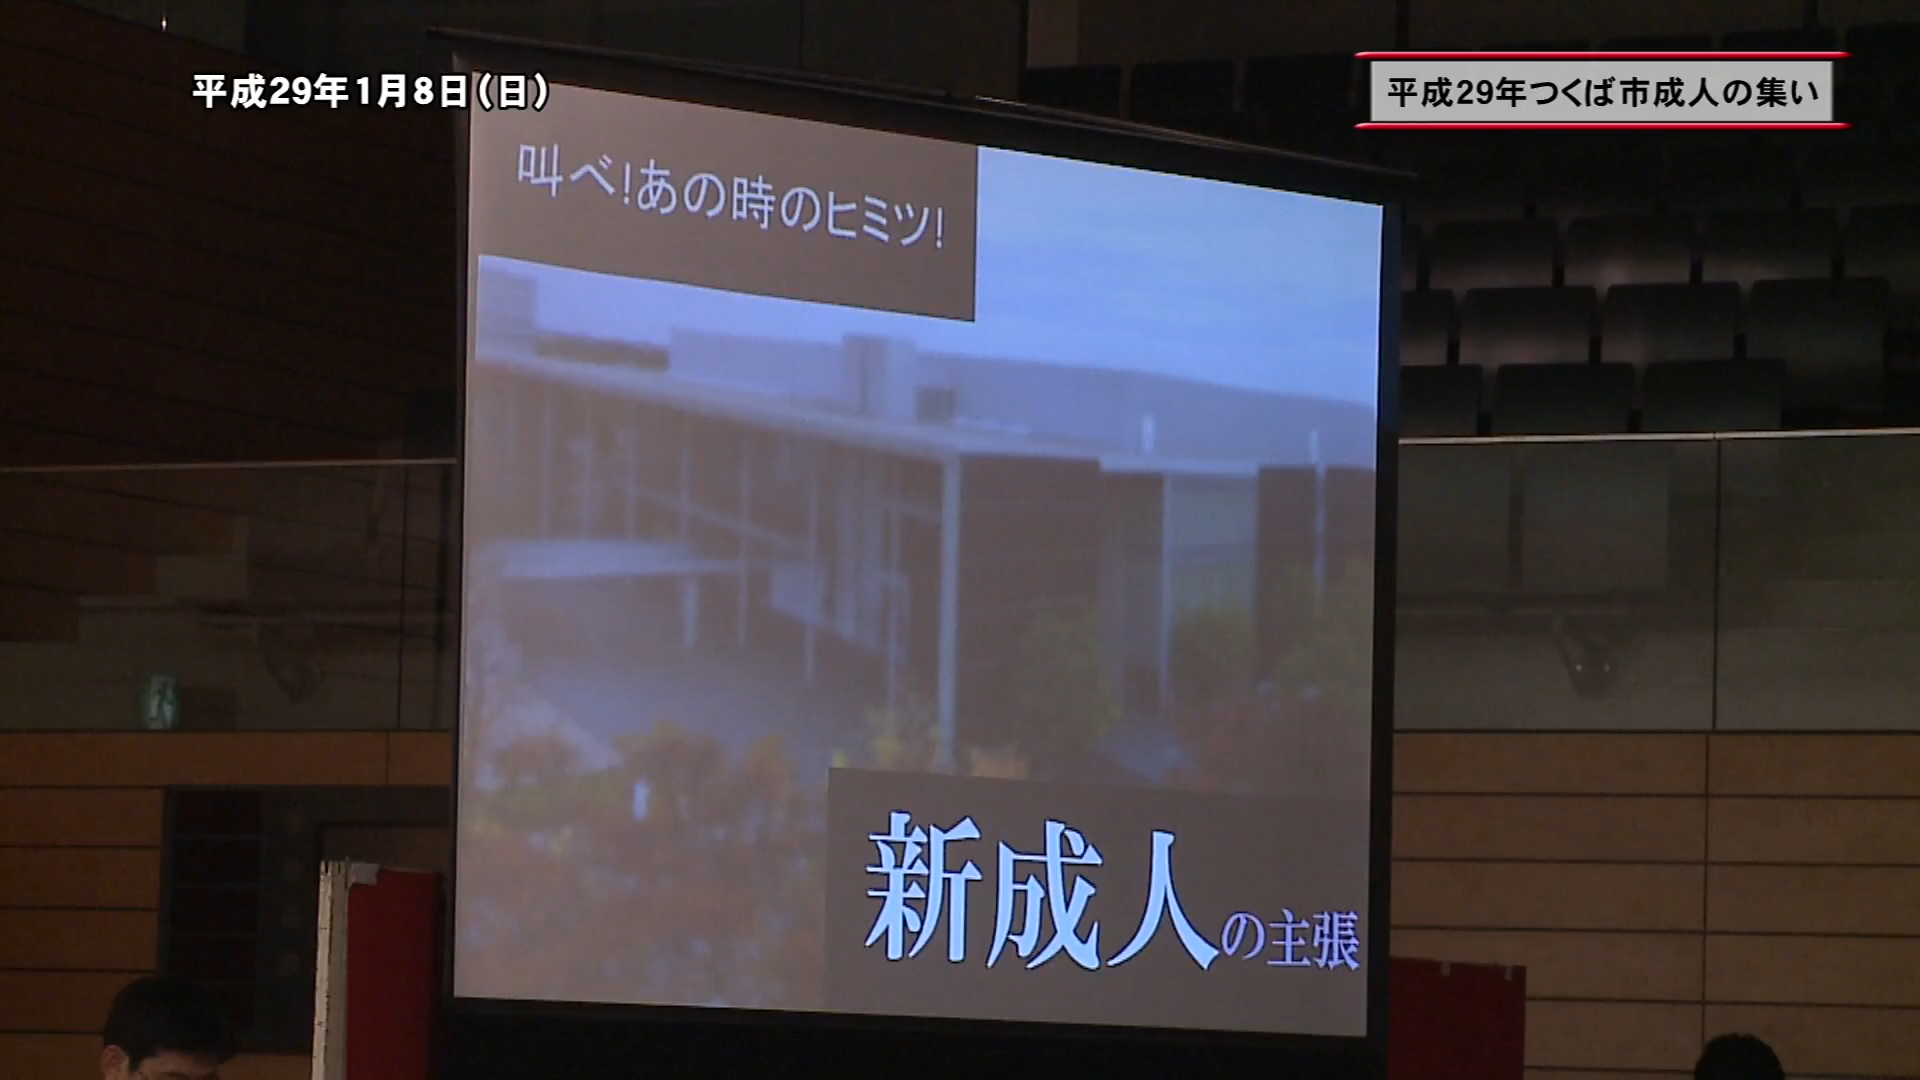 平成29年1月8日(日)
平成29年つくば市成人の集い
叫べ!あの時のヒミツ!
新成人の主張